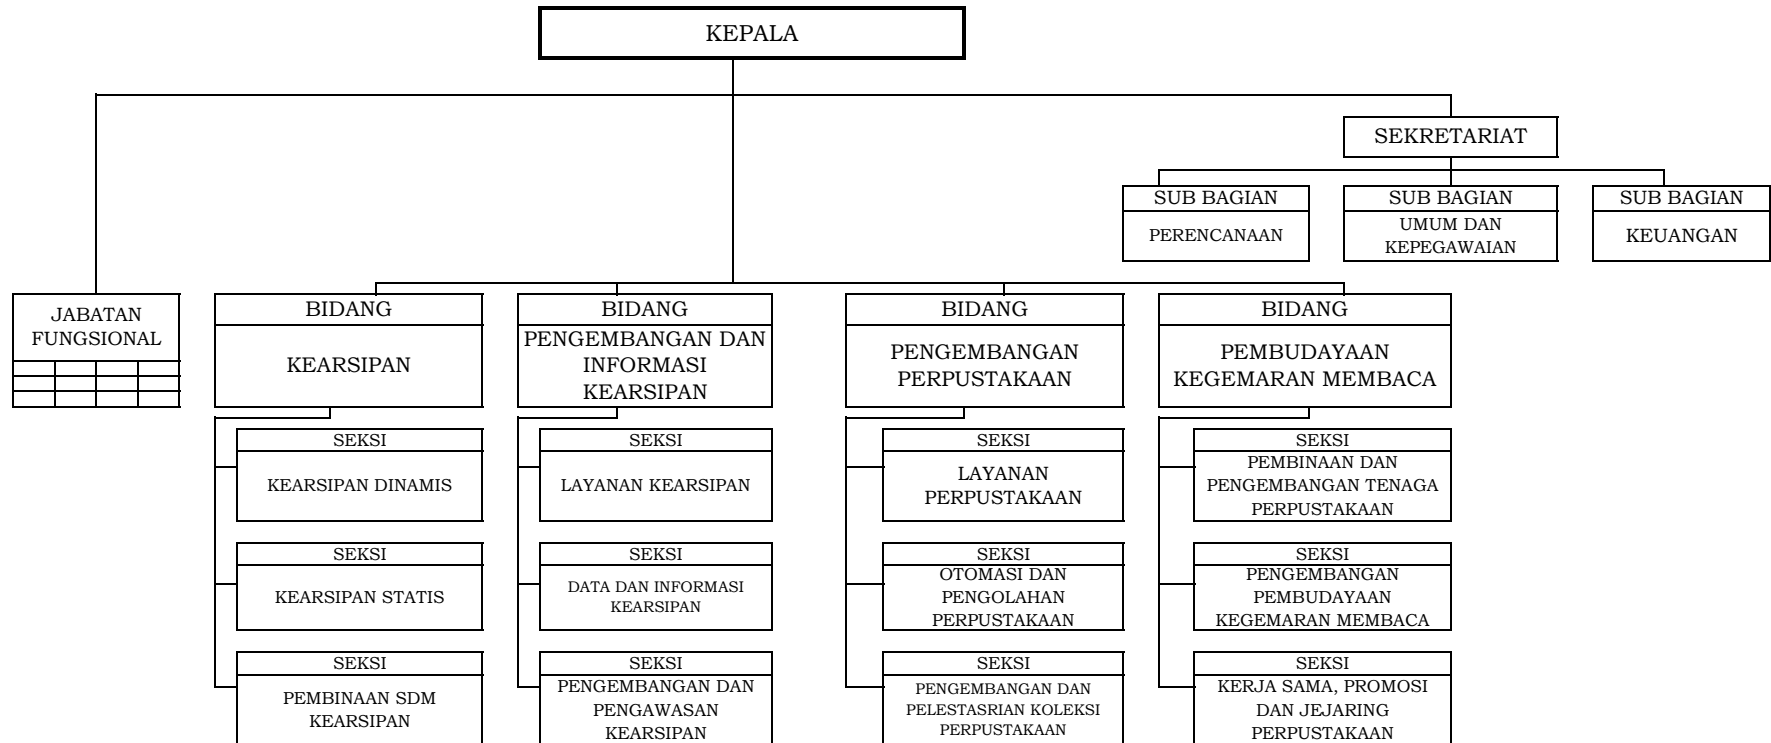 KEPALA
SEKRETARIAT
SUB BAGIAN
PERENCANAAN
SUB BAGIAN
UMUM DAN
KEPEGAWAIAN
SUB BAGIAN
KEUANGAN
JABATAN
FUNGSIONAL
BIDANG
KEARSIPAN
BIDANG
PENGEMBANGAN DAN
INFORMASI
KEARSIPAN
BIDANG
PENGEMBANGAN
PERPUSTAKAAN
BIDANG
PEMBUDAYAAN
KEGEMARAN MEMBACA
SEKSI
KEARSIPAN DINAMIS
SEKSI
LAYANAN KEARSIPAN
SEKSI
LAYANAN
PERPUSTAKAAN
SEKSI
PEMBINAAN DAN
PENGEMBANGAN TENAGA
PERPUSTAKAAN
SEKSI
KEARSIPAN STATIS
SEKSI
DATA DAN INFORMASI
KEARSIPAN
SEKSI
OTOMASI DAN
PENGOLAHAN
PERPUSTAKAAN
SEKSI
PENGEMBANGAN
PEMBUDAYAAN
KEGEMARAN MEMBACA
SEKSI
PEMBINAAN SDM
KEARSIPAN
SEKSI
PENGEMBANGAN DAN
PENGAWASAN
KEARSIPAN
SEKSI
PENGEMBANGAN DAN
PELESTASRIAN KOLEKSI
PERPUSTAKAAN
SEKSI
KERJA SAMA, PROMOSI
DAN JEJARING
PERPUSTAKAAN